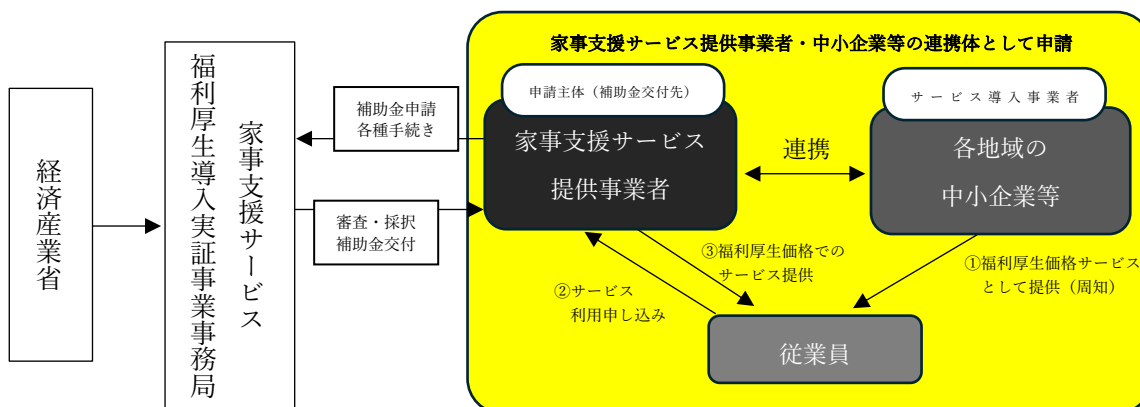 経済産業省
家事支援サービス
福利厚生導入実証事業事務局
補助金申請
各種手続き
審査・採択
補助金交付
家事支援サービス提供事業者・中小企業等の連携体として申請
申請主体（補助金交付先）
家事支援サービス
提供事業者
連携
サービス導入事業者
各地域の
中小企業等
③福利厚生価格での
サービス提供
①福利厚生価格サービス
として提供（周知）
②サービス
利用申し込み
従業員